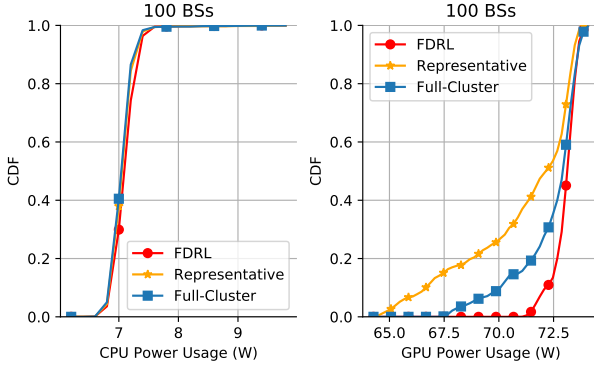 100 BSs
1.0
0.8
0.6
0.4
0.2
0.0
CDF
7
8
9
CPU Power Usage (W)
FDRL
Representative
Full-Cluster
100 BSs
1.0
0.8
0.6
0.4
0.2
0.0
CDF
65.0
67.5
70.0
72.5
GPU Power Usage (W)
FDRL
Representative
Full-Cluster